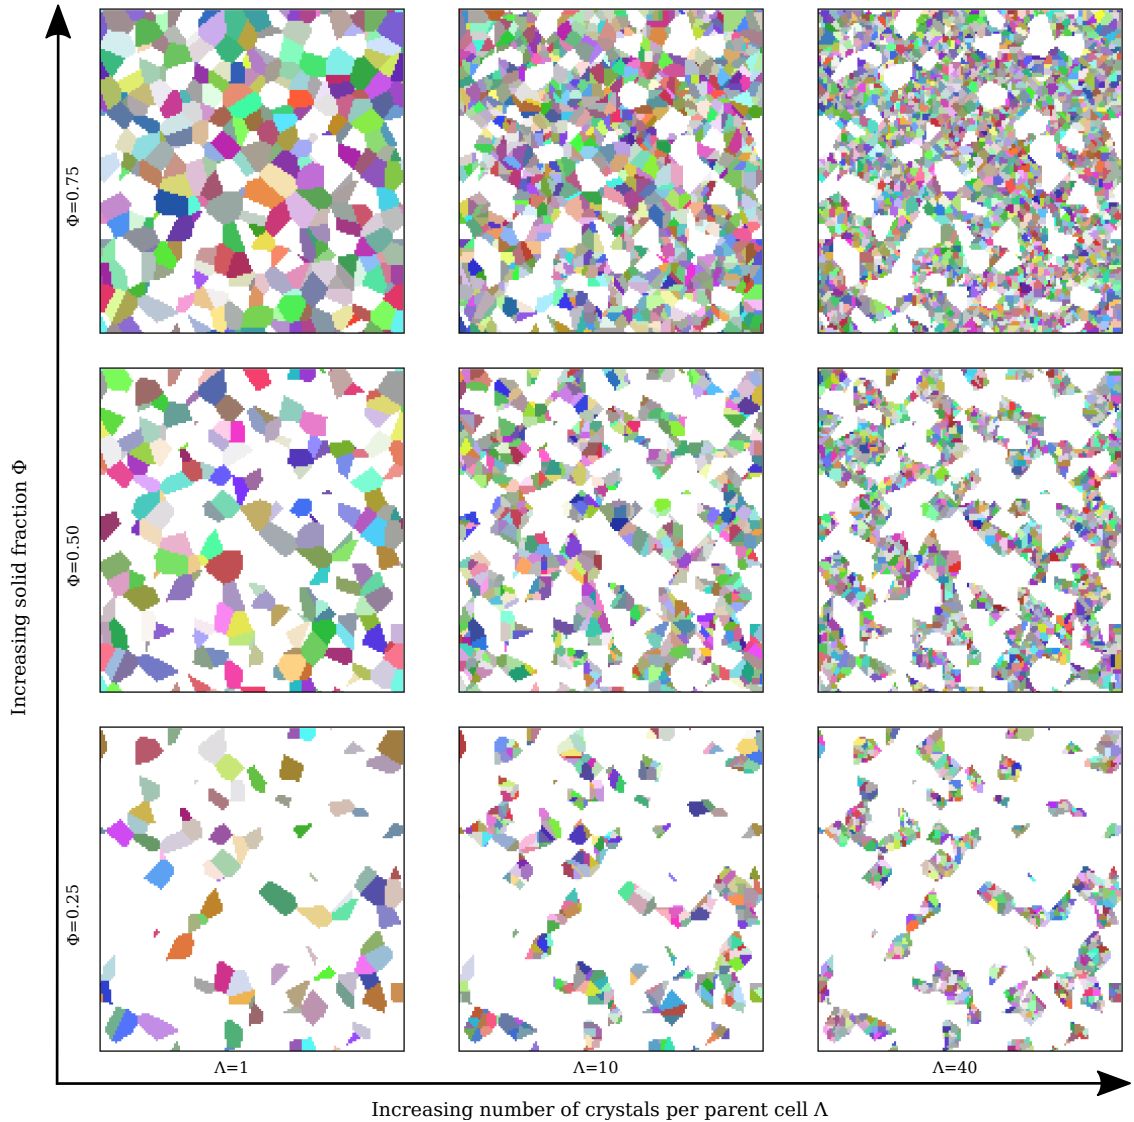 Increasing solid fraction Φ
Φ=0.75
Φ=0.50
Φ=0.25
Λ=1
Λ=10
Λ=40
Increasing number of crystals per parent cell Λ